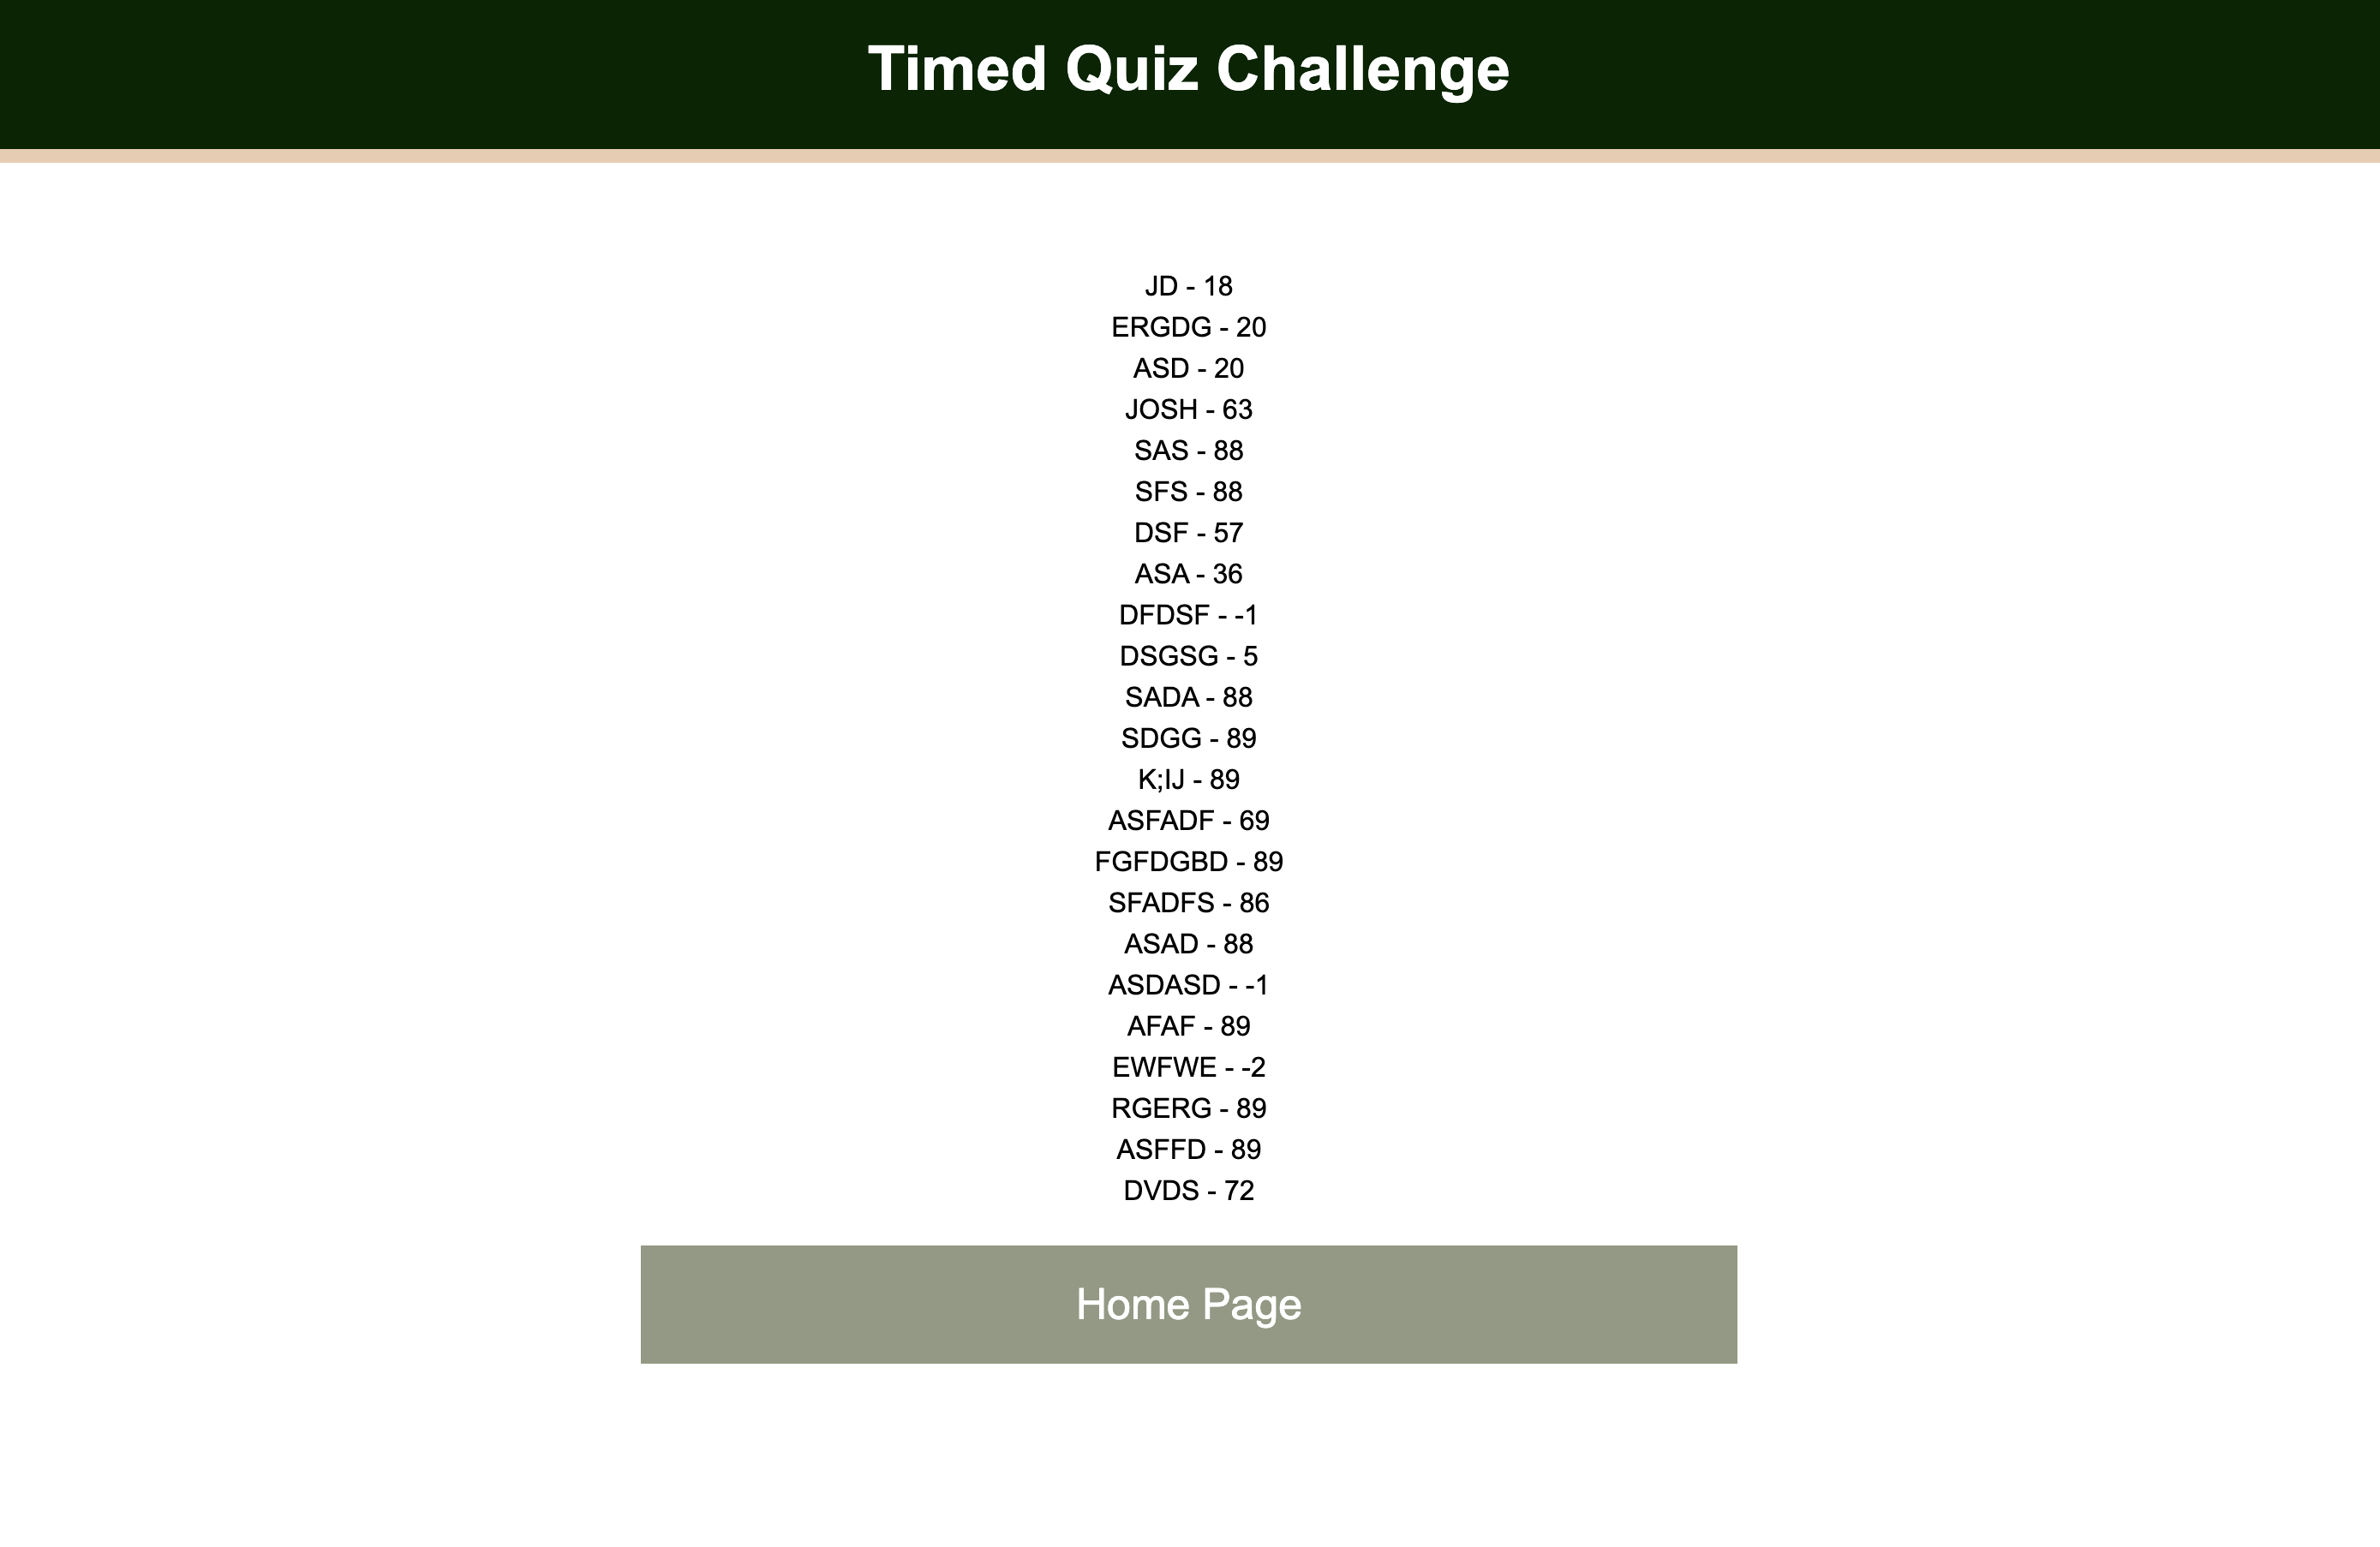 Timed Quiz Challenge
JD - 18
ERGDG - 20
ASD - 20
JOSH - 63
SAS - 88
SFS - 88
DSF - 57
ASA - 36
DFDSF - -1
DSGSG - 5
SADA - 88
SDGG - 89
K;IJ - 89
ASFADF - 69
FGFDGBD - 89
SFADFS - 86
ASAD - 88
ASDASD - -1
AFAF - 89
EWFWE - -2
RGERG - 89
ASFFD - 89
DVDS - 72
Home Page